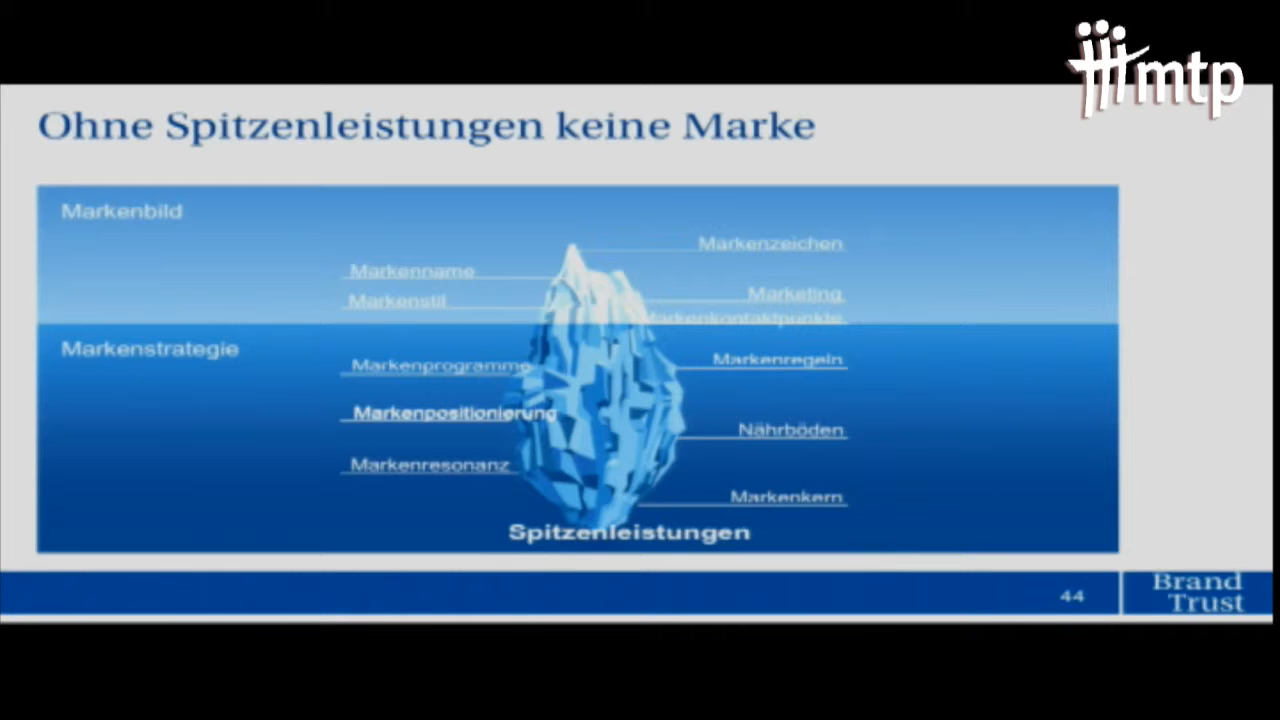 mtp
Ohne Spitzenleistungen keine Marke
Markenbild
Markenzeichen
Markenname
Marketing
Markenstil
Markenkontaktpunkte
Markenstrategie
Markenregeln
Markenprogramme
Markenpositionierung
Nährböden
Markenresonanz
Markenkern
Spitzenleistungen
44
Brand
Trust